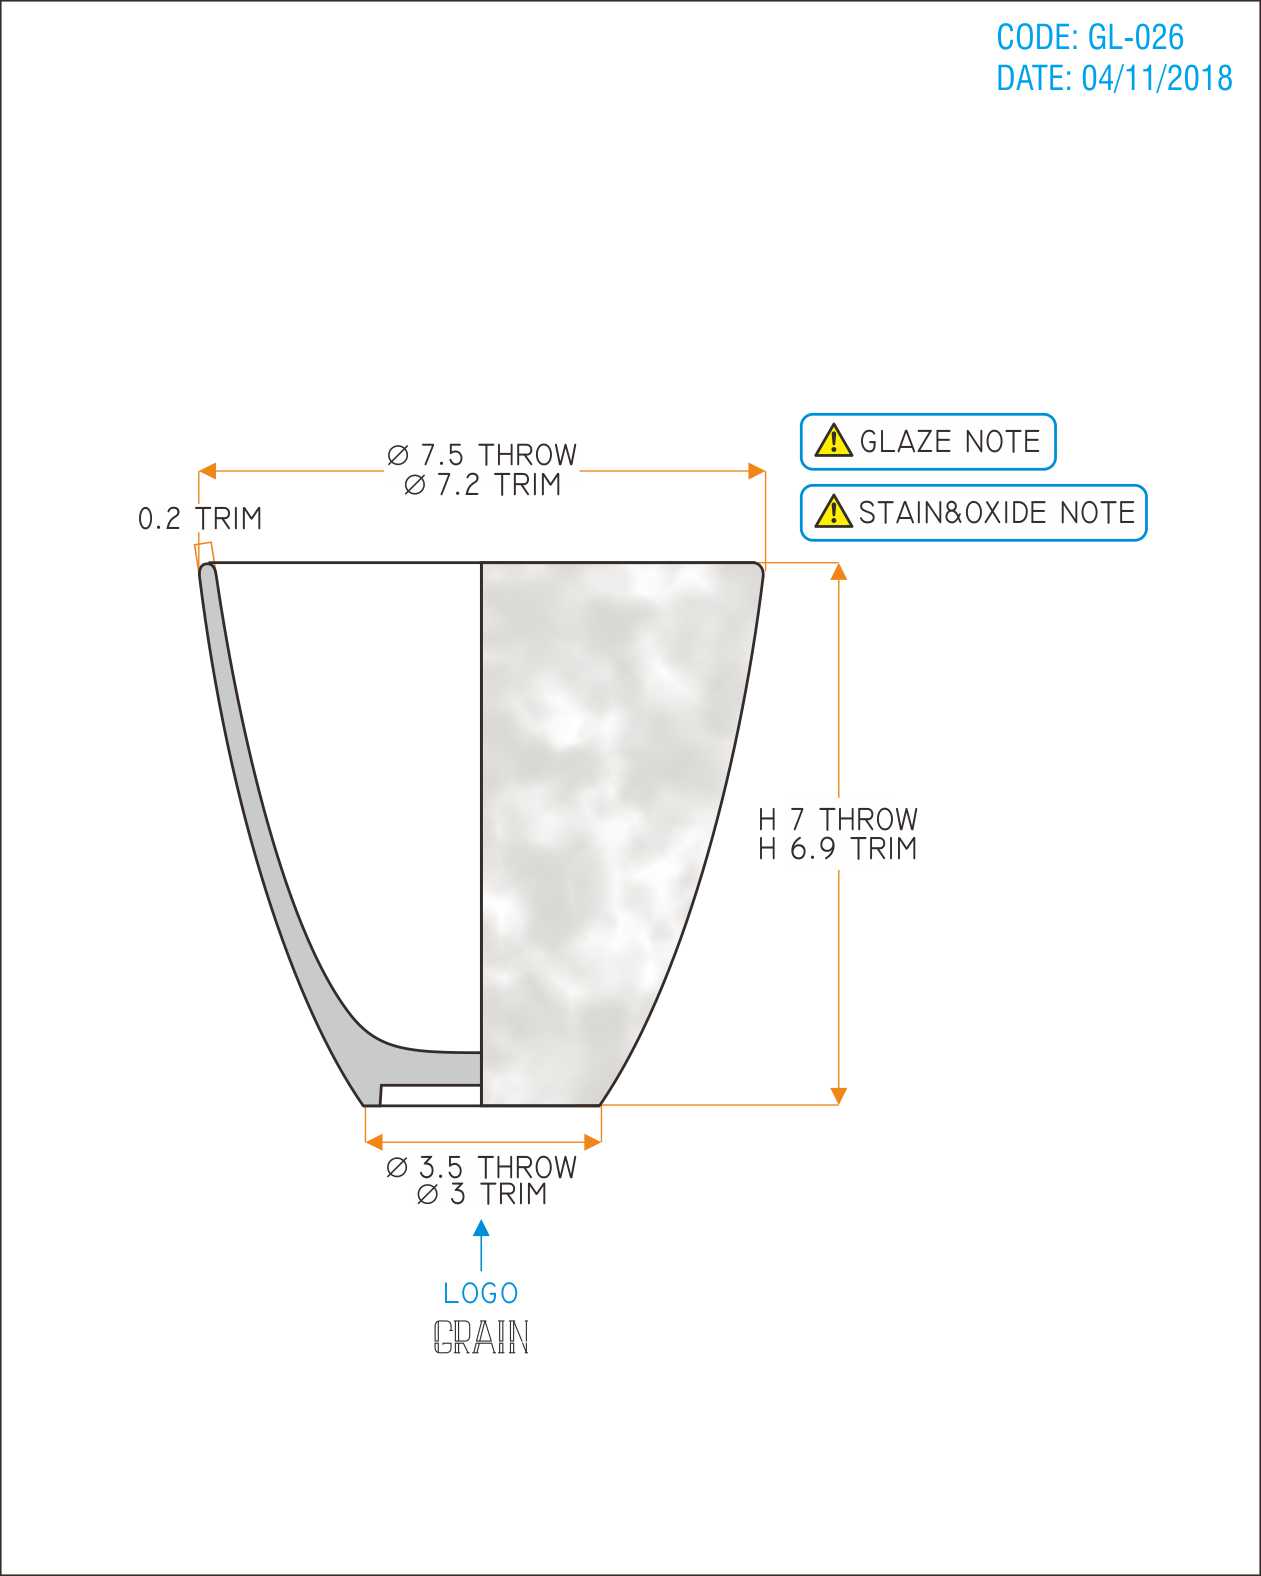 CODE: GL-026
DATE: 04/11/2018
GLAZE NOTE
Ø 7.5 THROW
Ø 7.2 TRIM
STAIN&OXIDE NOTE
0.2 TRIM
H 7 THROW
H 6.9 TRIM
Ø 3.5 THROW
Ø 3 TRIM
LOGO
GRAIN